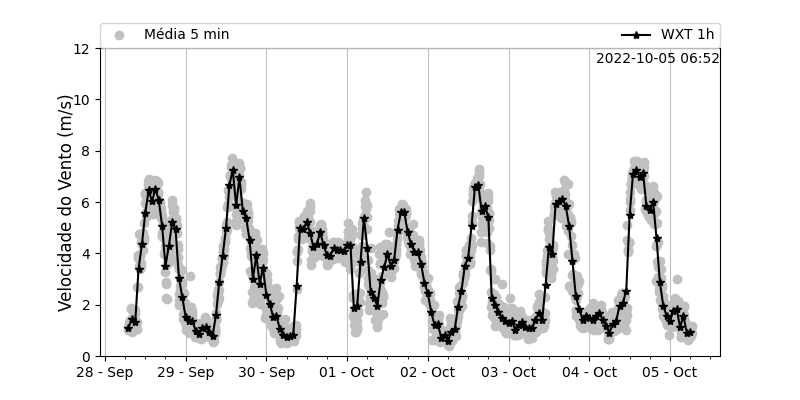 Média 5 min
WXT 1h
2022-10-05 06:52
Velocidade do Vento (m/s)
12
10
8
6
4
2
0
28 - Sep
29 - Sep
30 - Sep
01 - Oct
02 - Oct
03 - Oct
04 - Oct
05 - Oct